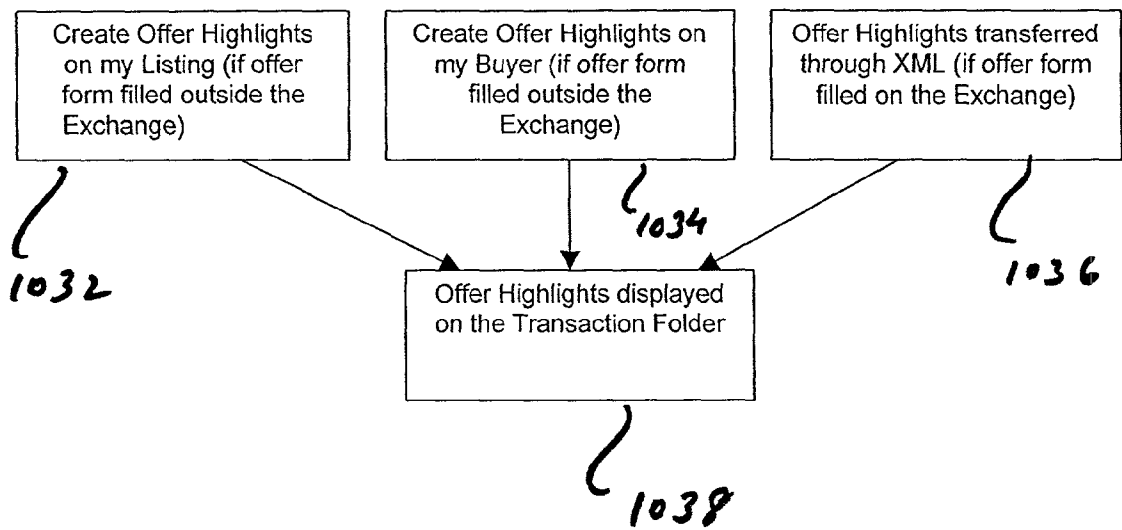 Create Offer Highlights
on my Listing (if offer
form filled outside the
Exchange)
Create Offer Highlights on
my Buyer (if offer form
filled outside the
Exchange)
Offer Highlights transferred
through XML (if offer form
filled on the Exchange)
1032
1034
1036
Offer Highlights displayed
on the Transaction Folder
1038